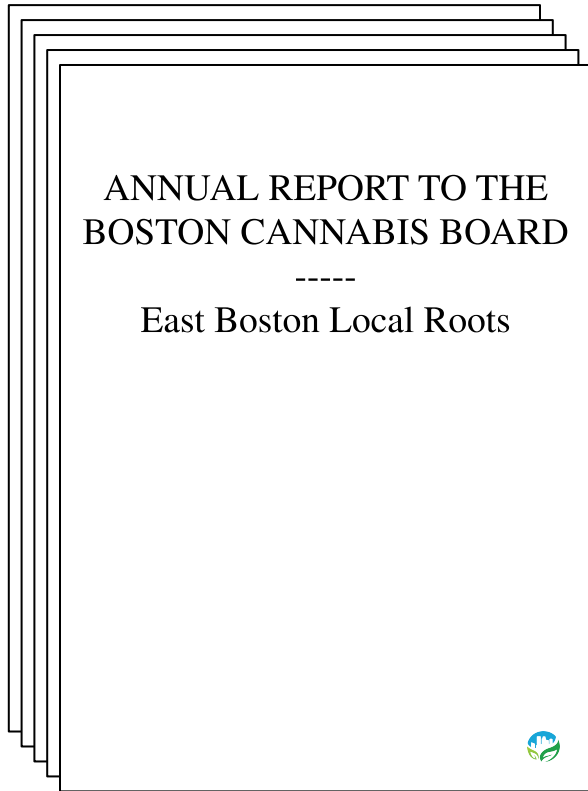 ANNUAL REPORT TO THE
BOSTON CANNABIS BOARD
-----
East Boston Local Roots